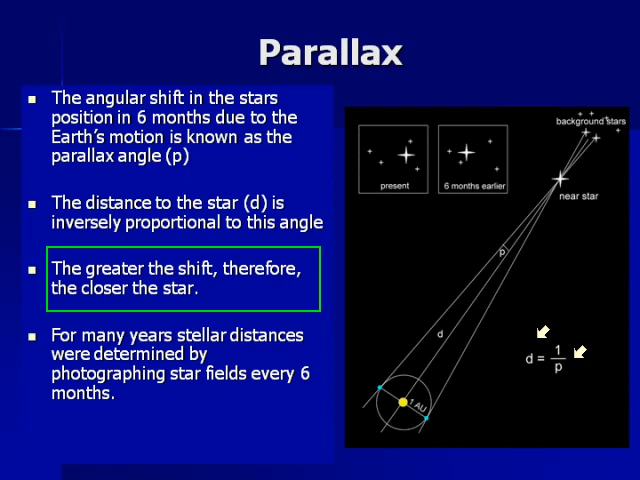 Parallax
The angular shift in the stars
position in 6 months due to the
Earth's motion is known as the
parallax angle (p)
The distance to the star (d) is
inversely proportional to this angle
The greater the shift, therefore,
the closer the star.
For many years stellar distances
were determined by
photographing star fields every 6
months.
background stars
present
6 months earlier
near star
p
d
d = 1/p
1 AU